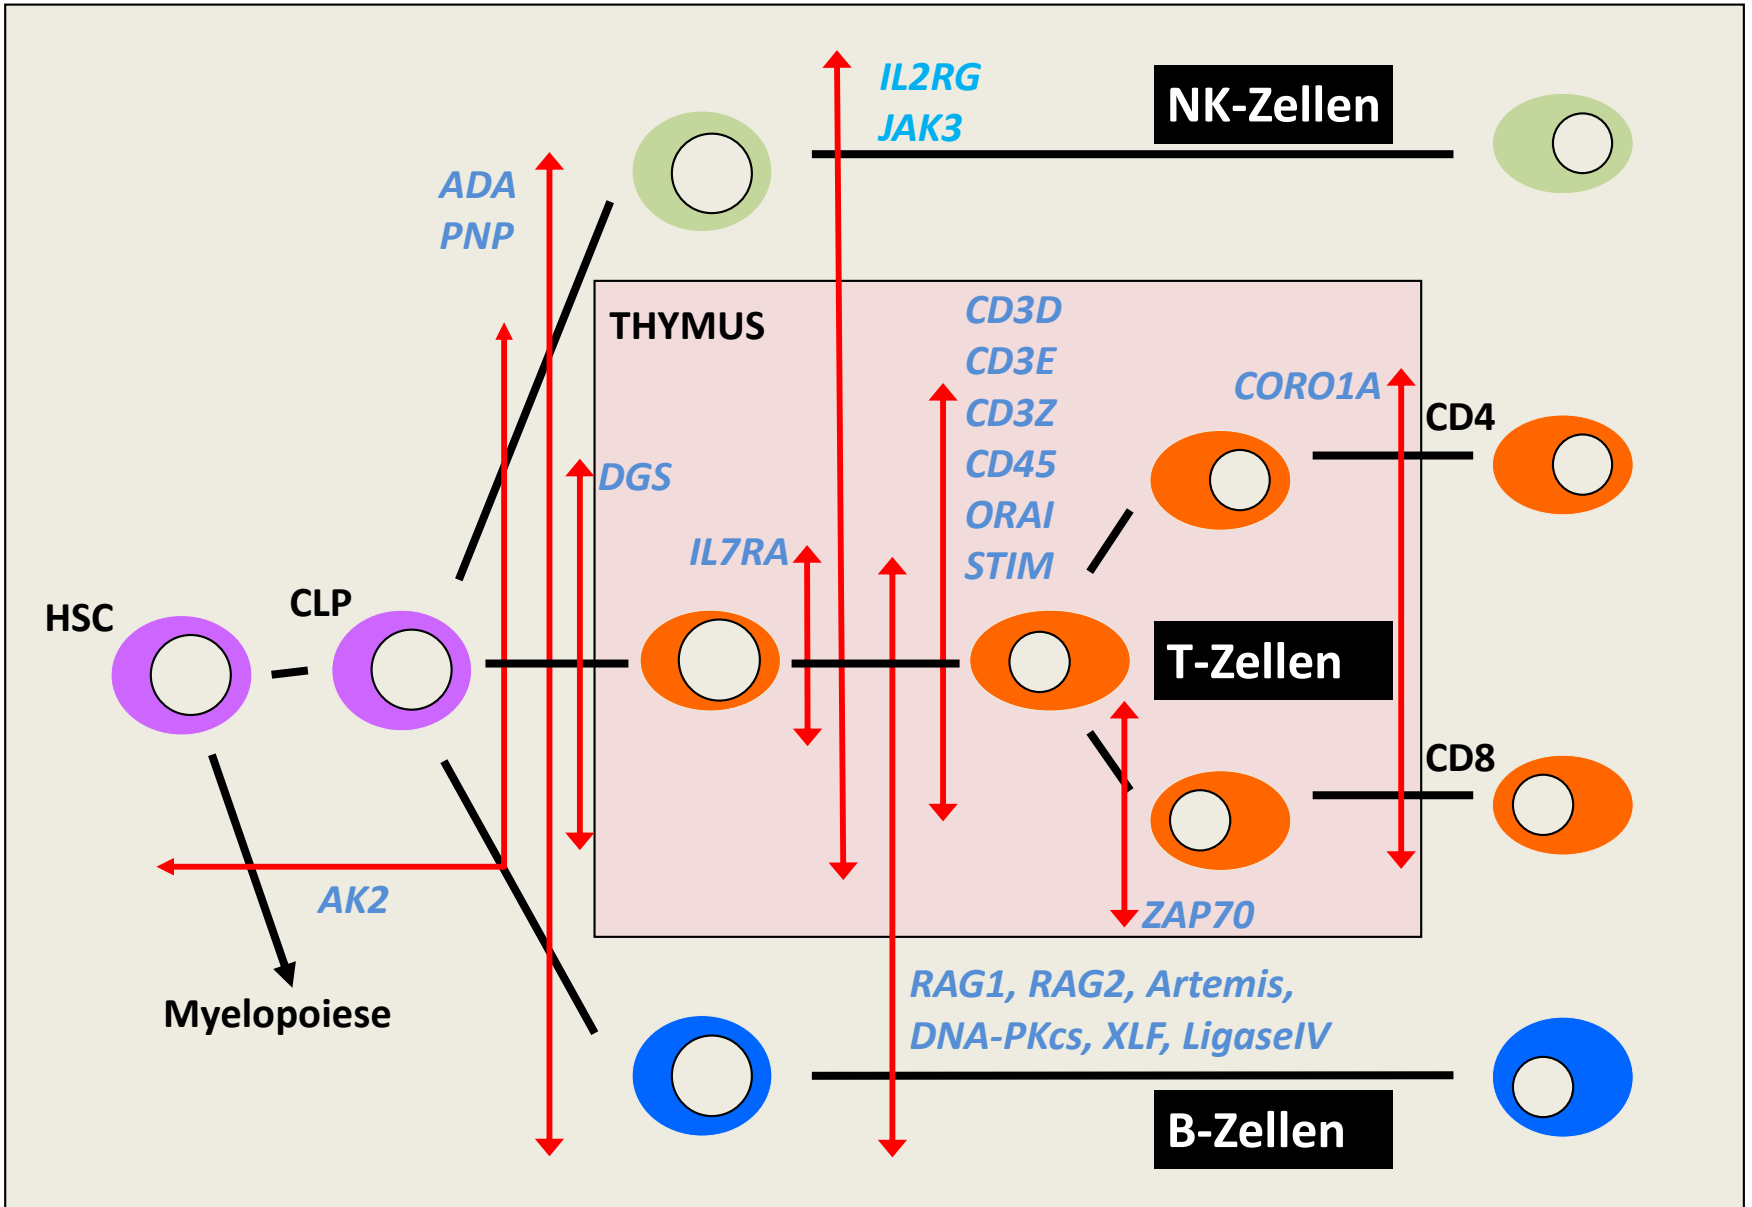 IL2RG
JAK3
NK-Zellen
ADA
PNP
THYMUS
CD3D
CD3E
CD3Z
CD45
ORAI
STIM
CORO1A
CD4
DGS
IL7RA
HSC
CLP
T-Zellen
CD8
AK2
ZAP70
Myelopoiese
RAG1, RAG2, Artemis,
DNA-PKcs, XLF, LigaseIV
B-Zellen